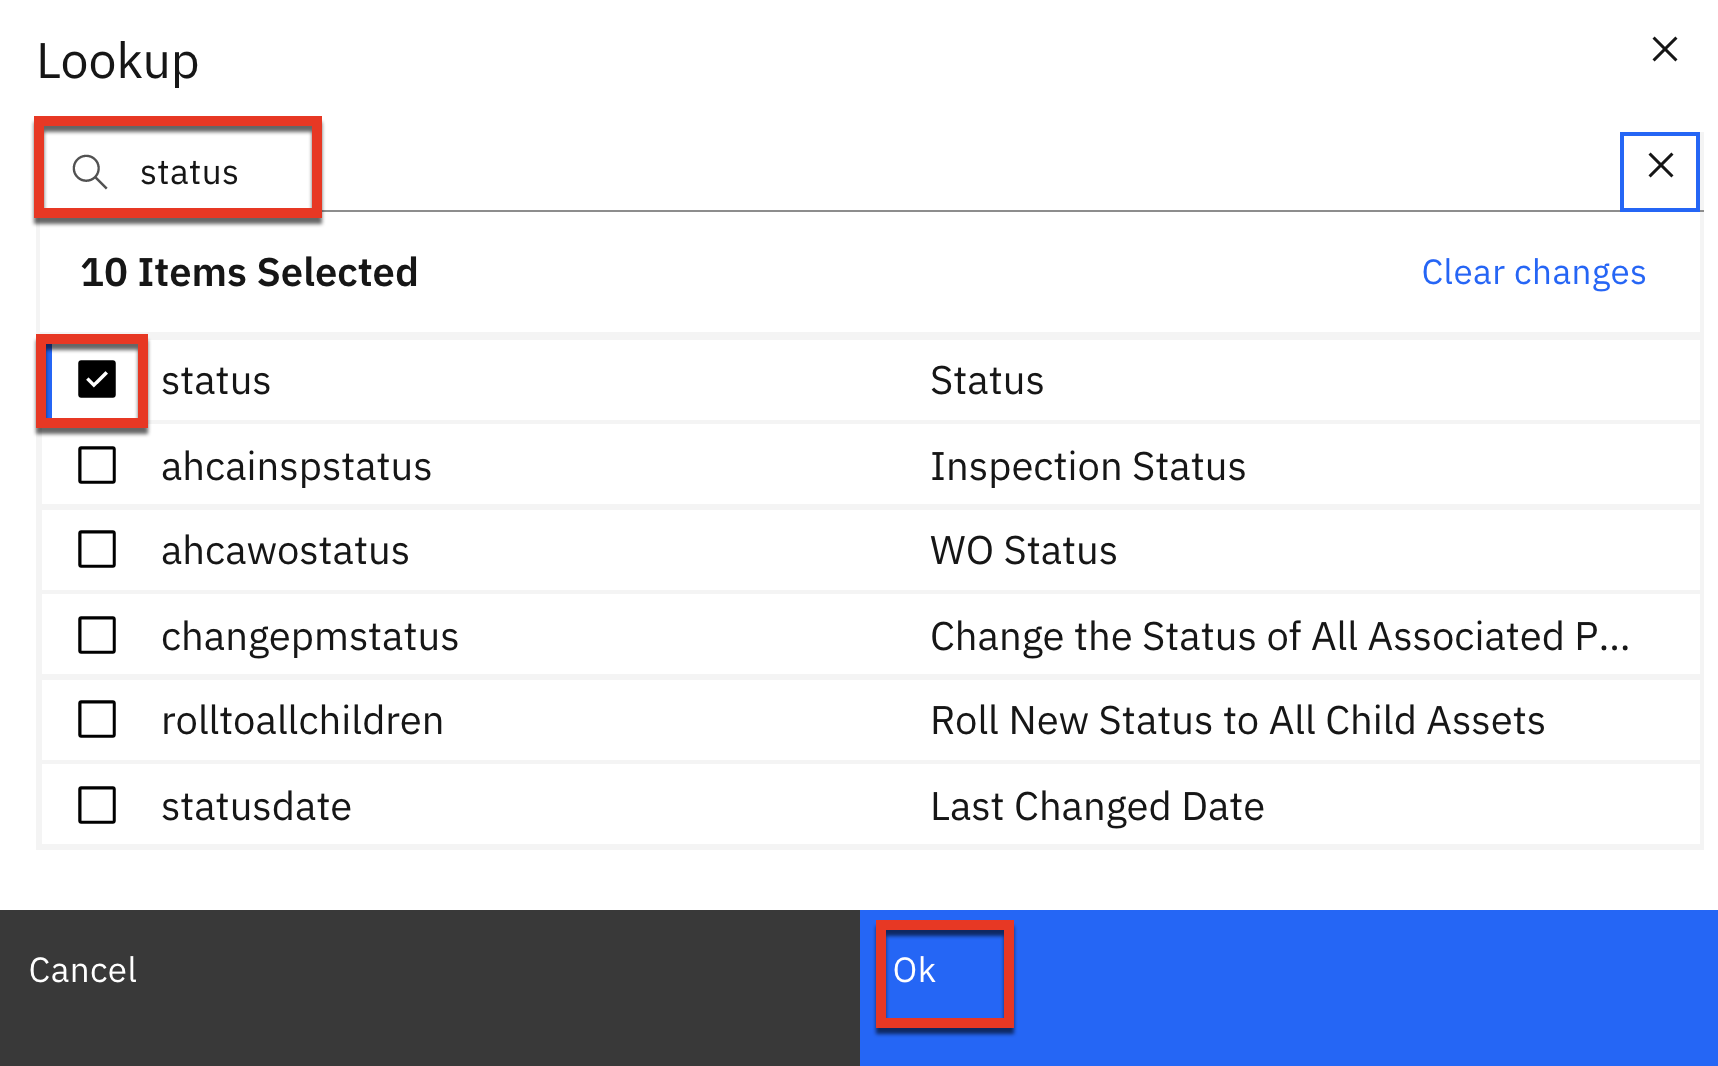 Lookup
status
10 Items Selected Clear changes
status Status
ahcainspstatus Inspection Status
ahcawostatus WO Status
changepmstatus Change the Status of All Associated P...
rolltoallchildren Roll New Status to All Child Assets
statusdate Last Changed Date
Cancel Ok